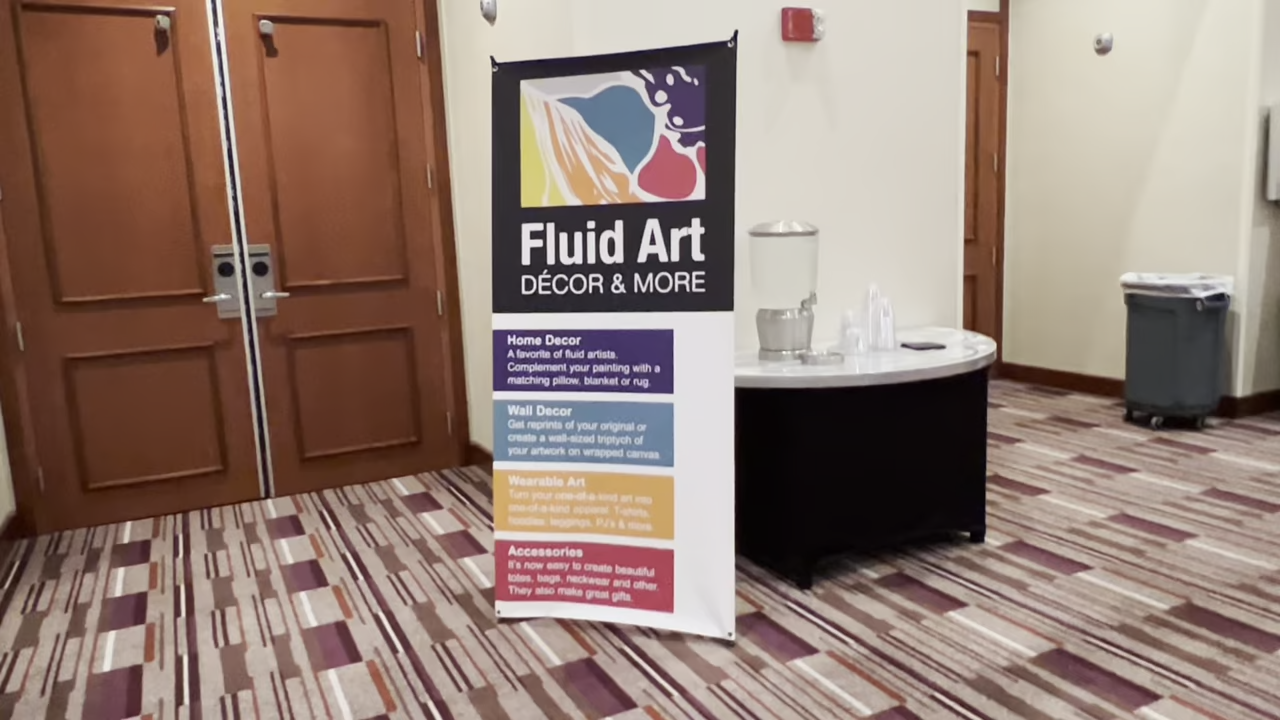 Fluid Art
DÉCOR & MORE
Home Decor
A favorite of fluid artists.
Complement your painting with a
matching pillow, blanket or rug.
Wall Decor
Get reprints of your original or
create a wall-sized triptych of
your artwork on wrapped canvas
Wearable Art
Turn your one-of-a-kind art into
one-of-a-kind apparel. T-shirts,
hoodies, leggings, PJ's & more.
Accessories
It's now easy to create beautiful
totes, bags, neckwear and other.
They also make great gifts.